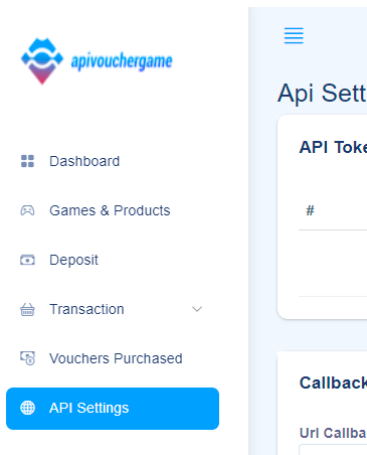 apivouchergame
Dashboard
Games & Products
Deposit
Transaction
Vouchers Purchased
API Settings
Api Sett
API Toke
#
Callback
Url Callba